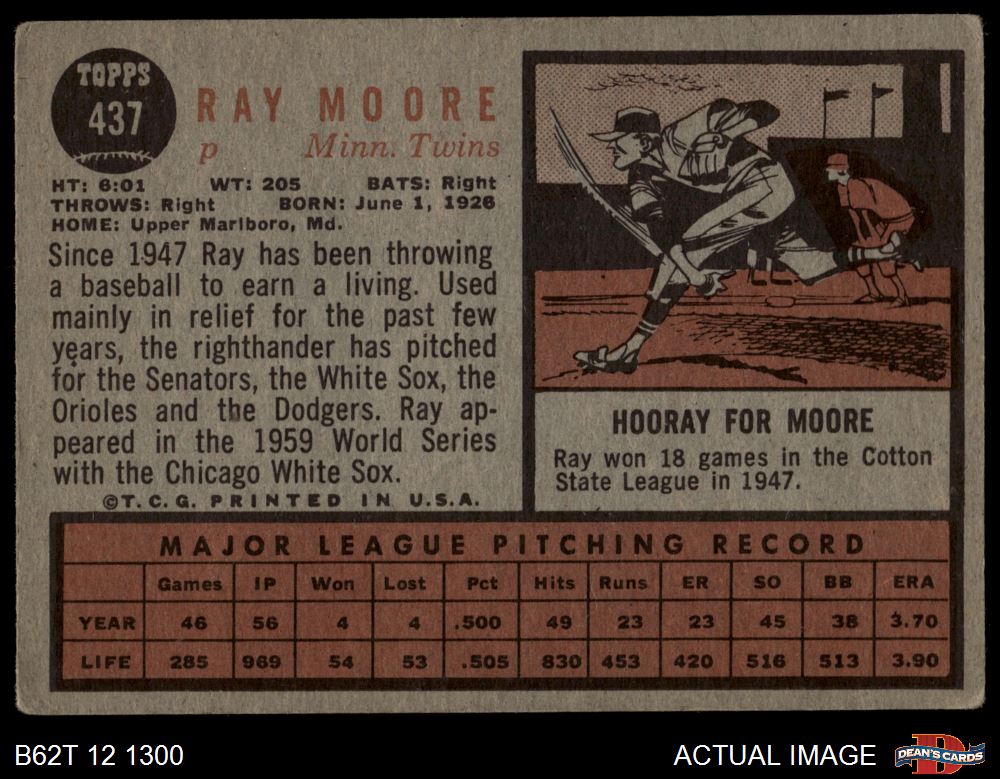 TOPPS
437
RAY MOORE
p Minn. Twins
HT: 6:01 WT: 205 BATS: Right
THROWS: Right BORN: June 1, 1926
HOME: Upper Marlboro, Md.
Since 1947 Ray has been throwing
a baseball to earn a living. Used
mainly in relief for the past few
years, the righthander has pitched
for the Senators, the White Sox, the
Orioles and the Dodgers. Ray ap-
peared in the 1959 World Series
with the Chicago White Sox.
©T.C.G. PRINTED IN U.S.A.
HOORAY FOR MOORE
Ray won 18 games in the Cotton
State League in 1947.
MAJOR LEAGUE PITCHING RECORD
Games IP Won Lost Pct Hits Runs ER SO BB ERA
YEAR 46 56 4 4 .500 49 23 23 45 38 3.70
LIFE 285 969 54 53 .505 830 453 420 516 513 3.90
B62T 12 1300 ACTUAL IMAGE DEAN'S CARDS